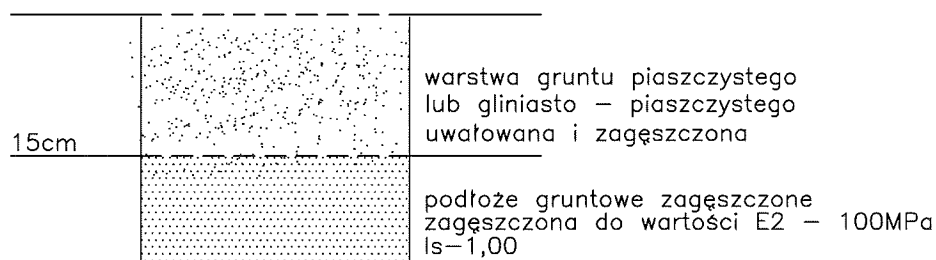 warstwa gruntu piaszczystego
lub gliniasto – piaszczystego
uwałowana i zagęszczona
15cm
podłoże gruntowe zagęszczone
zagęszczona do wartości E2 – 100MPa
Is–1,00